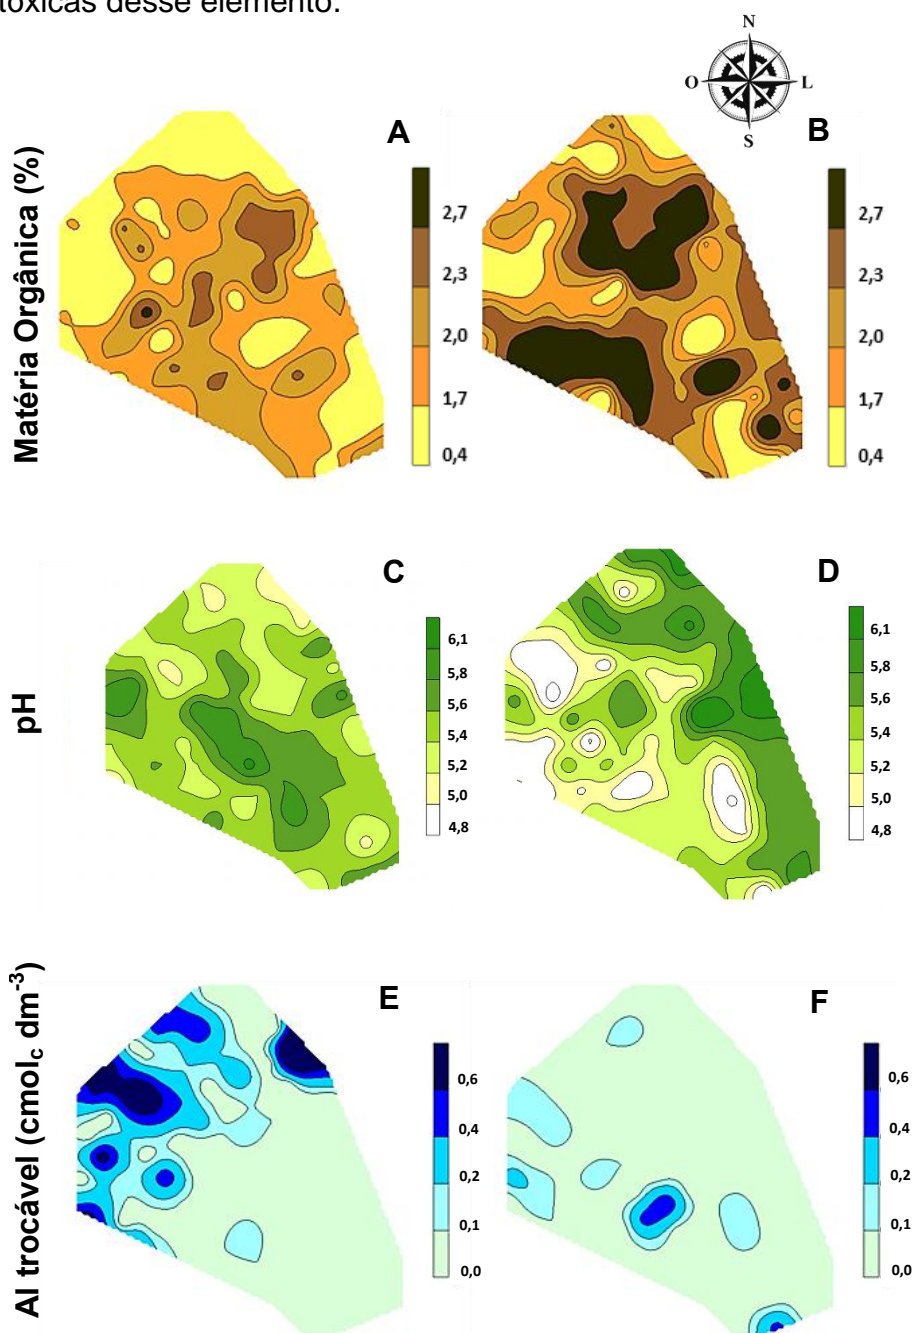 tóxicas desse elemento.
N
O
L
S
A
B
Matéria Orgânica (%)
2,7
2,3
2,0
1,7
0,4
2,7
2,3
2,0
1,7
0,4
C
D
pH
6,1
5,8
5,6
5,4
5,2
5,0
4,8
6,1
5,8
5,6
5,4
5,2
5,0
4,8
E
F
Al trocável (cmolc dm-3)
0,6
0,4
0,2
0,1
0,0
0,6
0,4
0,2
0,1
0,0